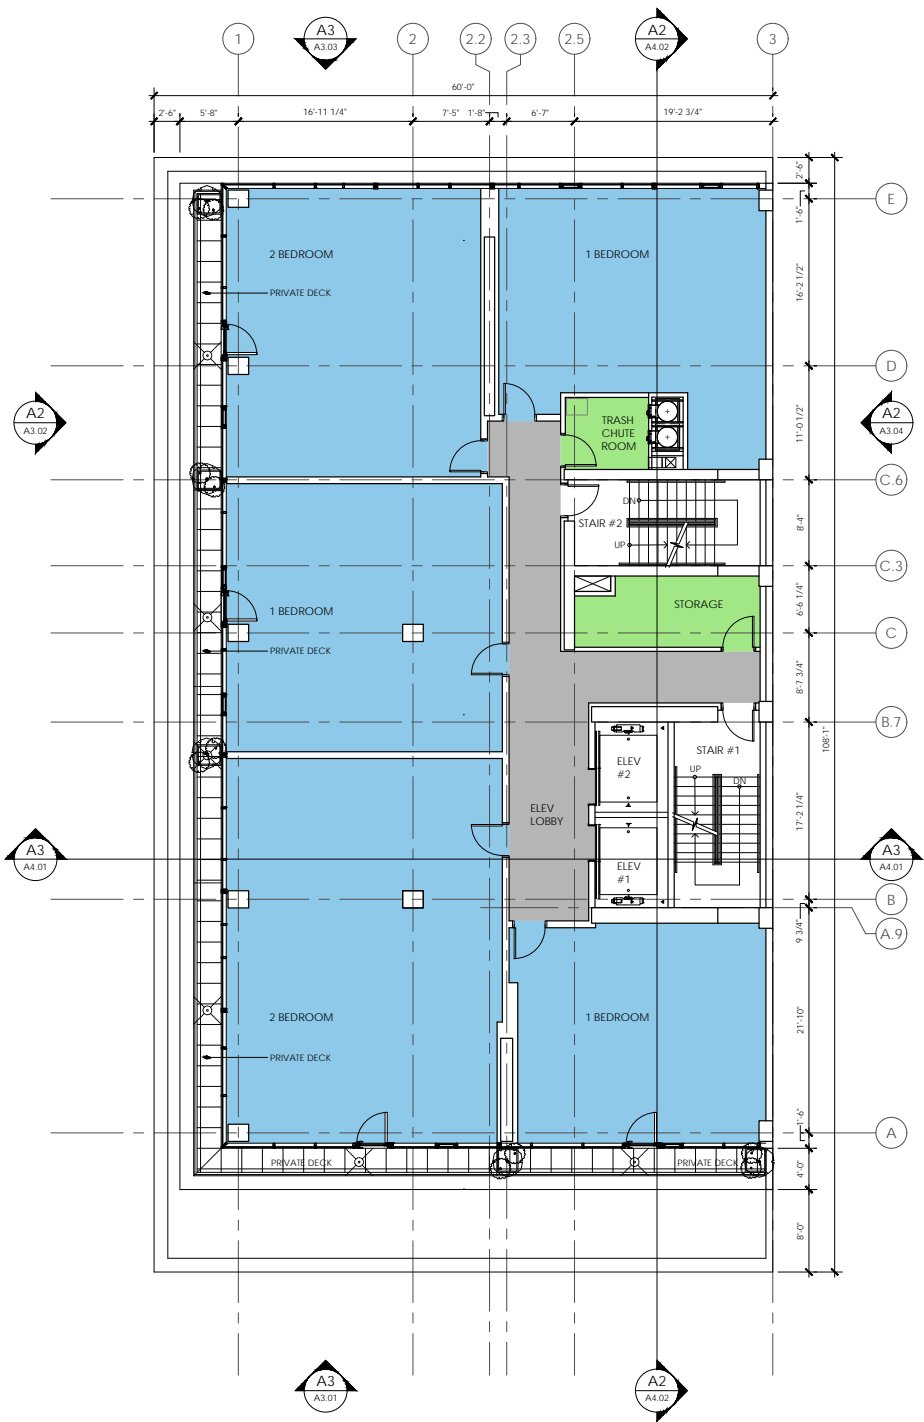 A3
A3.03
A2
A4.02
1
2
2.2
2.3
2.5
3
60'-0"
2'-6"
5'-8"
16'-11 1/4"
7'-5"
1'-8"
6'-7"
19'-2 3/4"
2'-6"
E
1'-6"
2 BEDROOM
1 BEDROOM
PRIVATE DECK
16'-2 1/2"
D
A2
A3.02
TRASH
CHUTE
ROOM
11'-0 1/2"
A2
A3.04
C.6
DN
STAIR #2
UP
8'-4"
C.3
1 BEDROOM
STORAGE
6'-6 1/4"
C
PRIVATE DECK
8'-7 3/4"
B.7
108'-1"
ELEV
#2
STAIR #1
UP
DN
ELEV
LOBBY
17'-2 1/4"
A3
A4.01
ELEV
#1
A3
A4.01
B
9 3/4"
A.9
2 BEDROOM
1 BEDROOM
21'-10"
PRIVATE DECK
1'-6"
A
PRIVATE DECK
PRIVATE DECK
4'-0"
8'-0"
A3
A3.01
A2
A4.02